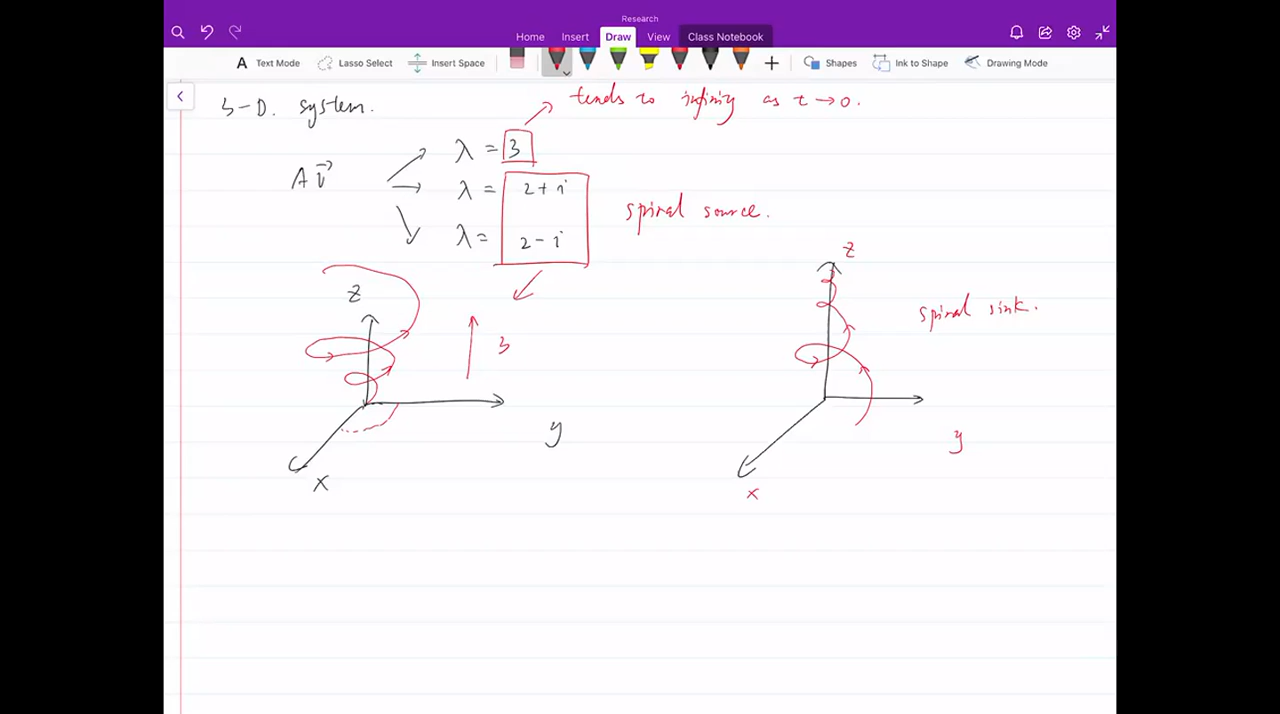 Research
Home Insert Draw View Class Notebook
Text Mode Lasso Select Insert Space Shapes Ink to Shape Drawing Mode
3-D. system.
tends to infinity as t → 0.
A v⃗
λ = 3
λ = 2 + i
λ = 2 - i
spiral source.
z
3
y
x
z
spiral sink.
y
x